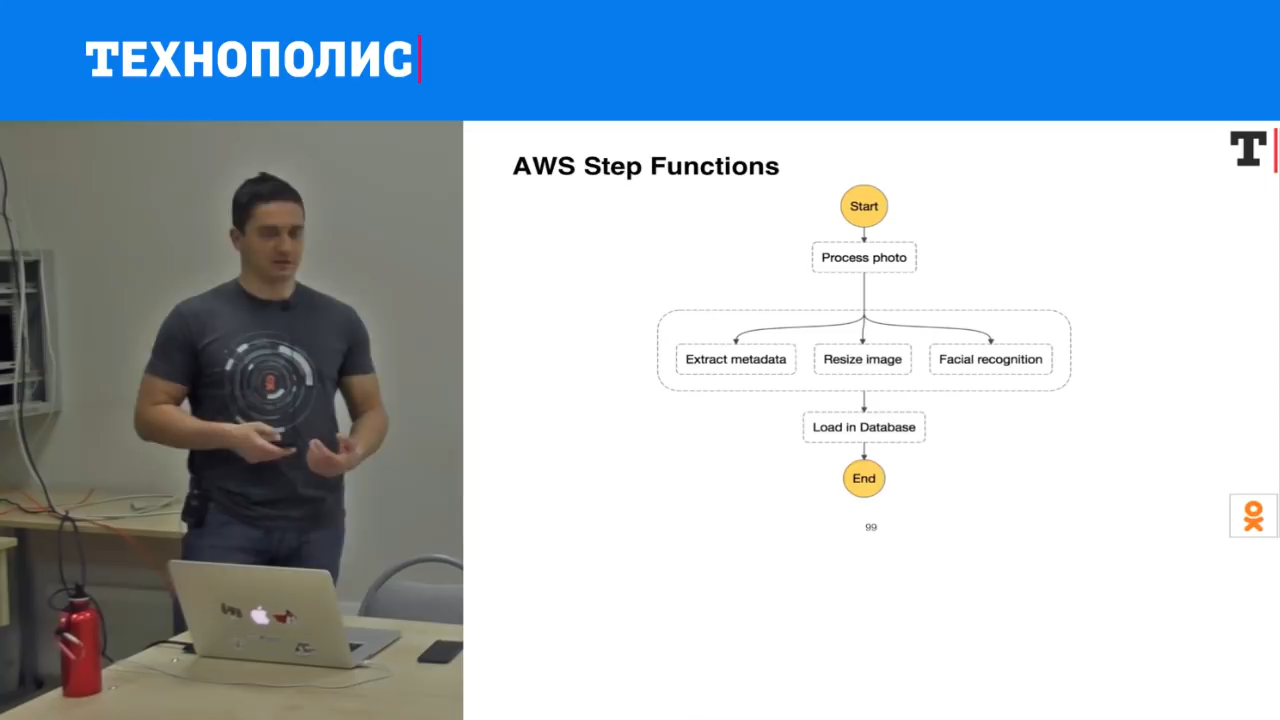 ТЕХНОПОЛИС
AWS Step Functions
T
Start
Process photo
Extract metadata
Resize image
Facial recognition
Load in Database
End
99